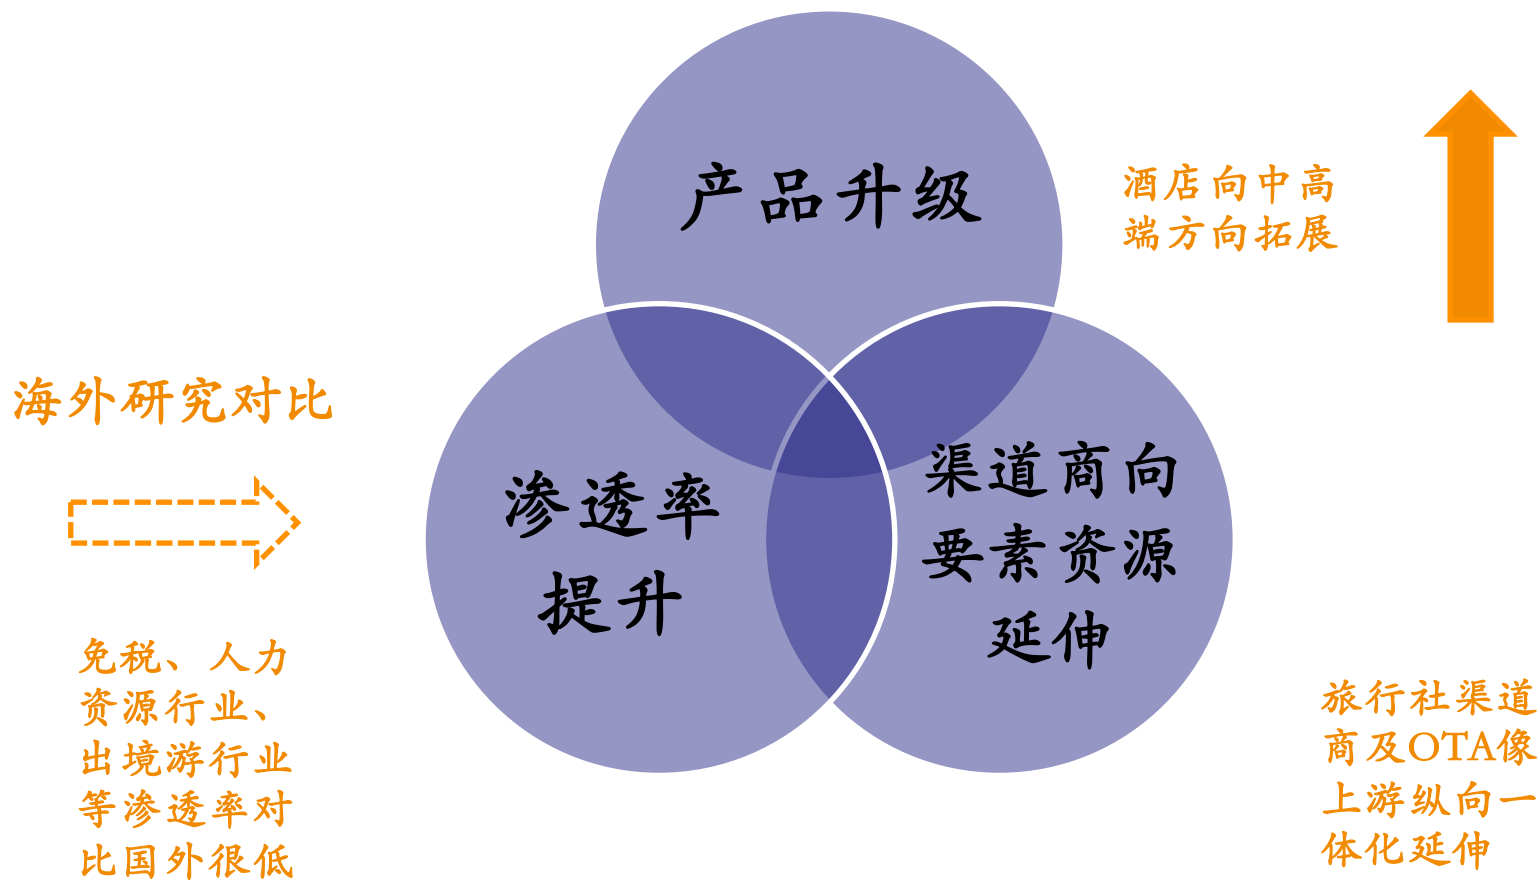 产品升级
酒店向中高
端方向拓展
海外研究对比
渗透率
提升
渠道商向
要素资源
延伸
免税、人力
资源行业、
出境游行业
等渗透率对
比国外很低
旅行社渠道
商及OTA像
上游纵向一
体化延伸